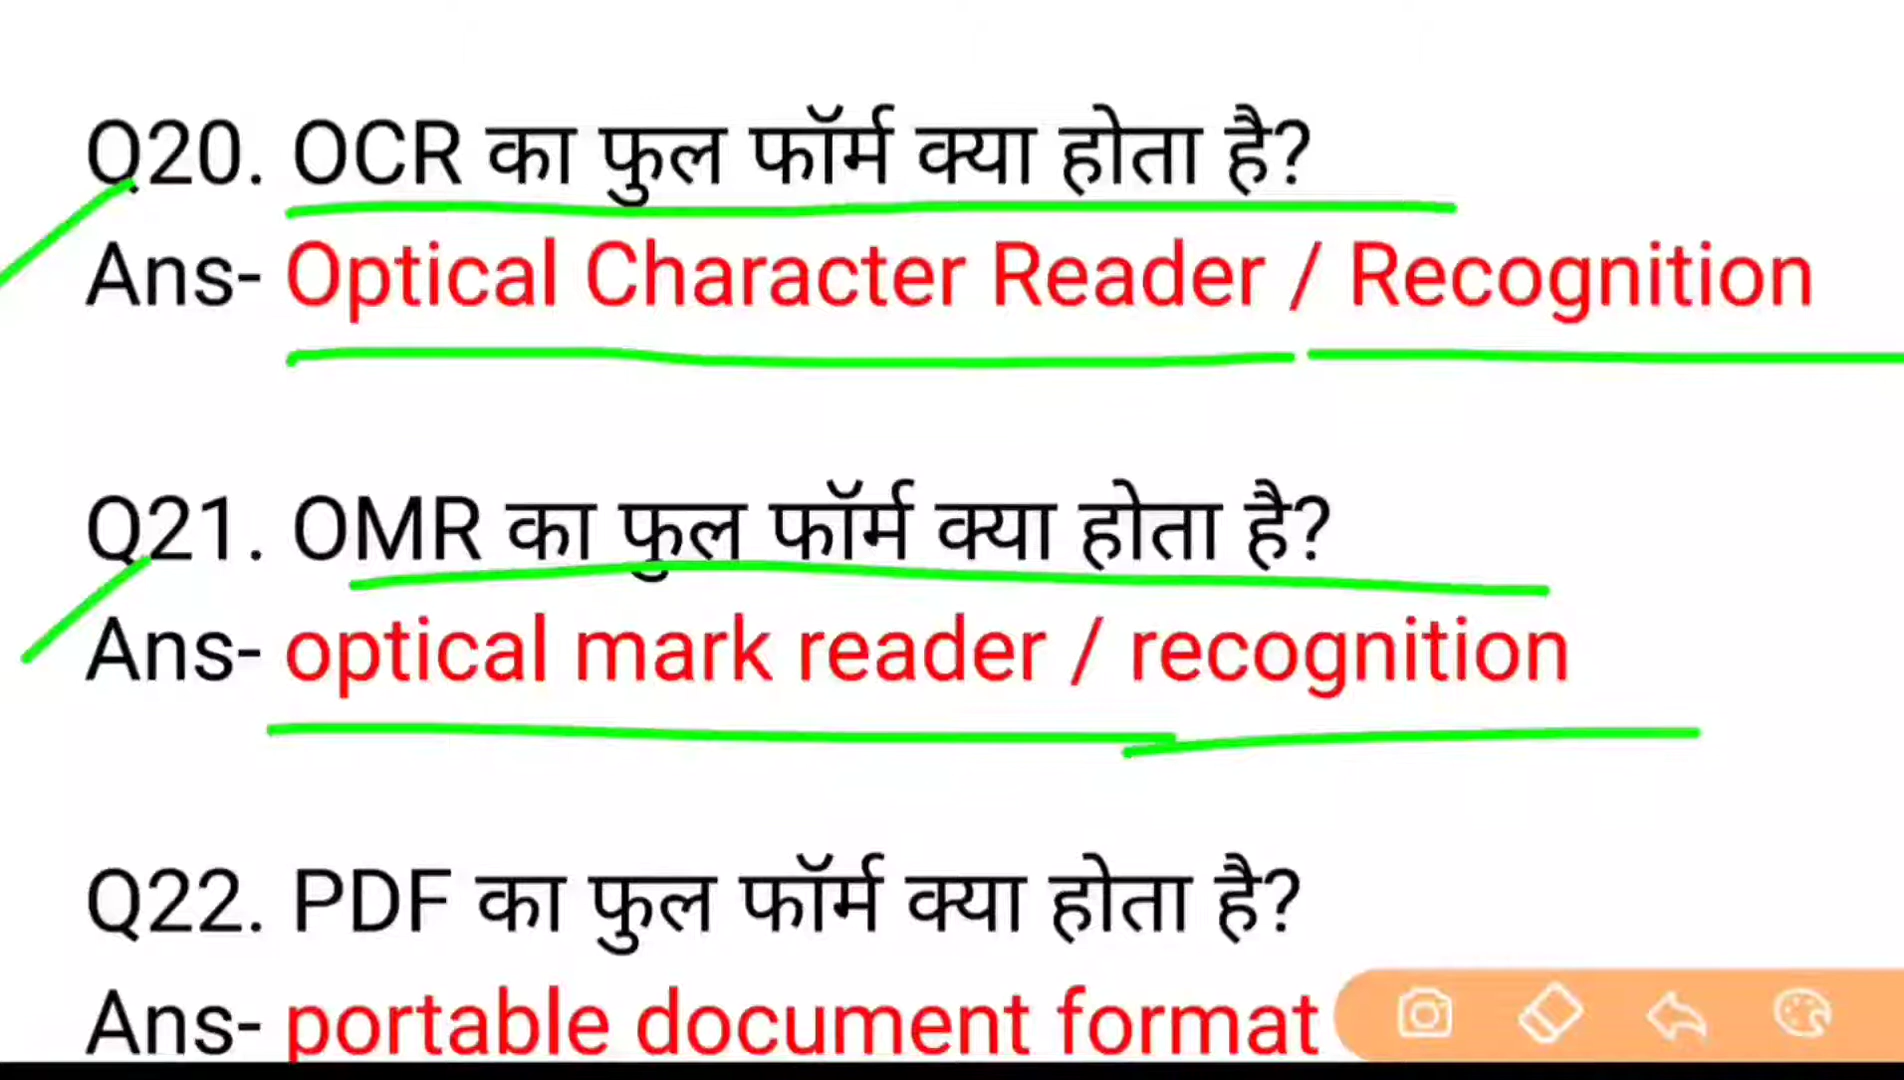 Q20. OCR का फुल फॉर्म क्या होता है?
Ans- Optical Character Reader / Recognition
Q21. OMR का फुल फॉर्म क्या होता है?
Ans- optical mark reader / recognition
Q22. PDF का फुल फॉर्म क्या होता है?
Ans- portable document format